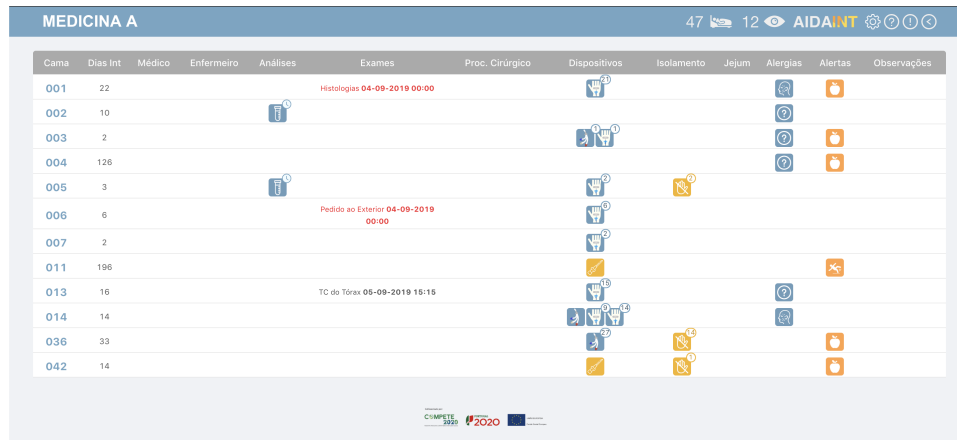 MEDICINA A 47 12 AIDAINT
Cama Dias Int Médico Enfermeiro Análises Exames Proc. Cirúrgico Dispositivos Isolamento Jejum Alergias Alertas Observações
001 22 Histologias 04-09-2019 00:00 21
002 10 ?
003 2 1 1 ?
004 126 ?
005 3 2 2
006 6 Pedido ao Exterior 04-09-2019 6
00:00
007 2 2
011 196
013 16 TC do Tórax 05-09-2019 15:15 15 ?
014 14 9 14
036 33 27 14
042 14 1
COMPETE
2020
PORTUGAL
2020